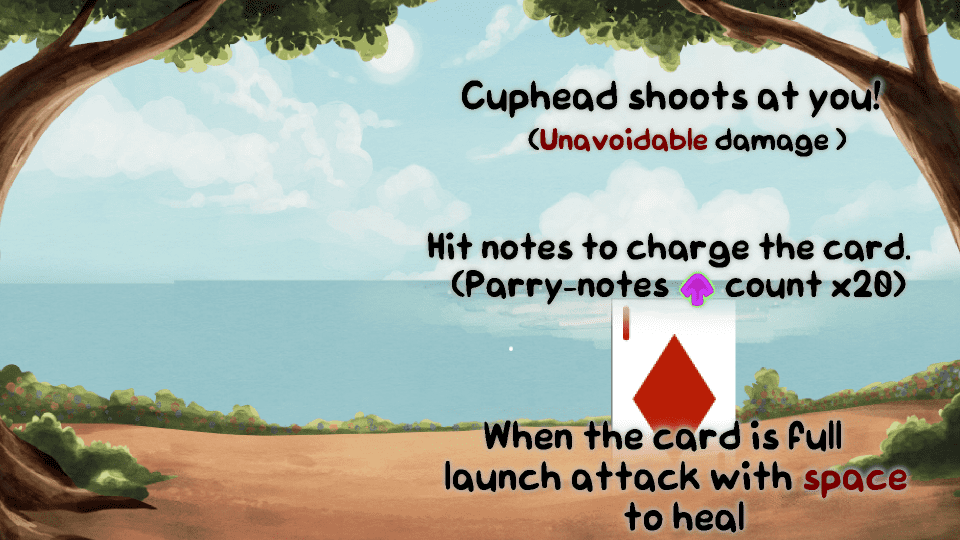 Cuphead shoots at you!
(Unavoidable damage )
Hit notes to charge the card.
(Parry-notes count x20)
When the card is full
launch attack with space
to heal